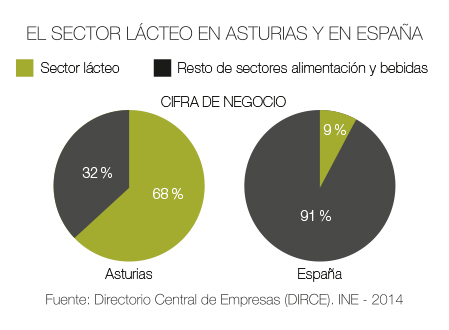 EL SECTOR LÁCTEO EN ASTURIAS Y EN ESPAÑA
Sector lácteo
Resto de sectores alimentación y bebidas
CIFRA DE NEGOCIO
32 %
68 %
9 %
91 %
Asturias
España
Fuente: Directorio Central de Empresas (DIRCE). INE - 2014